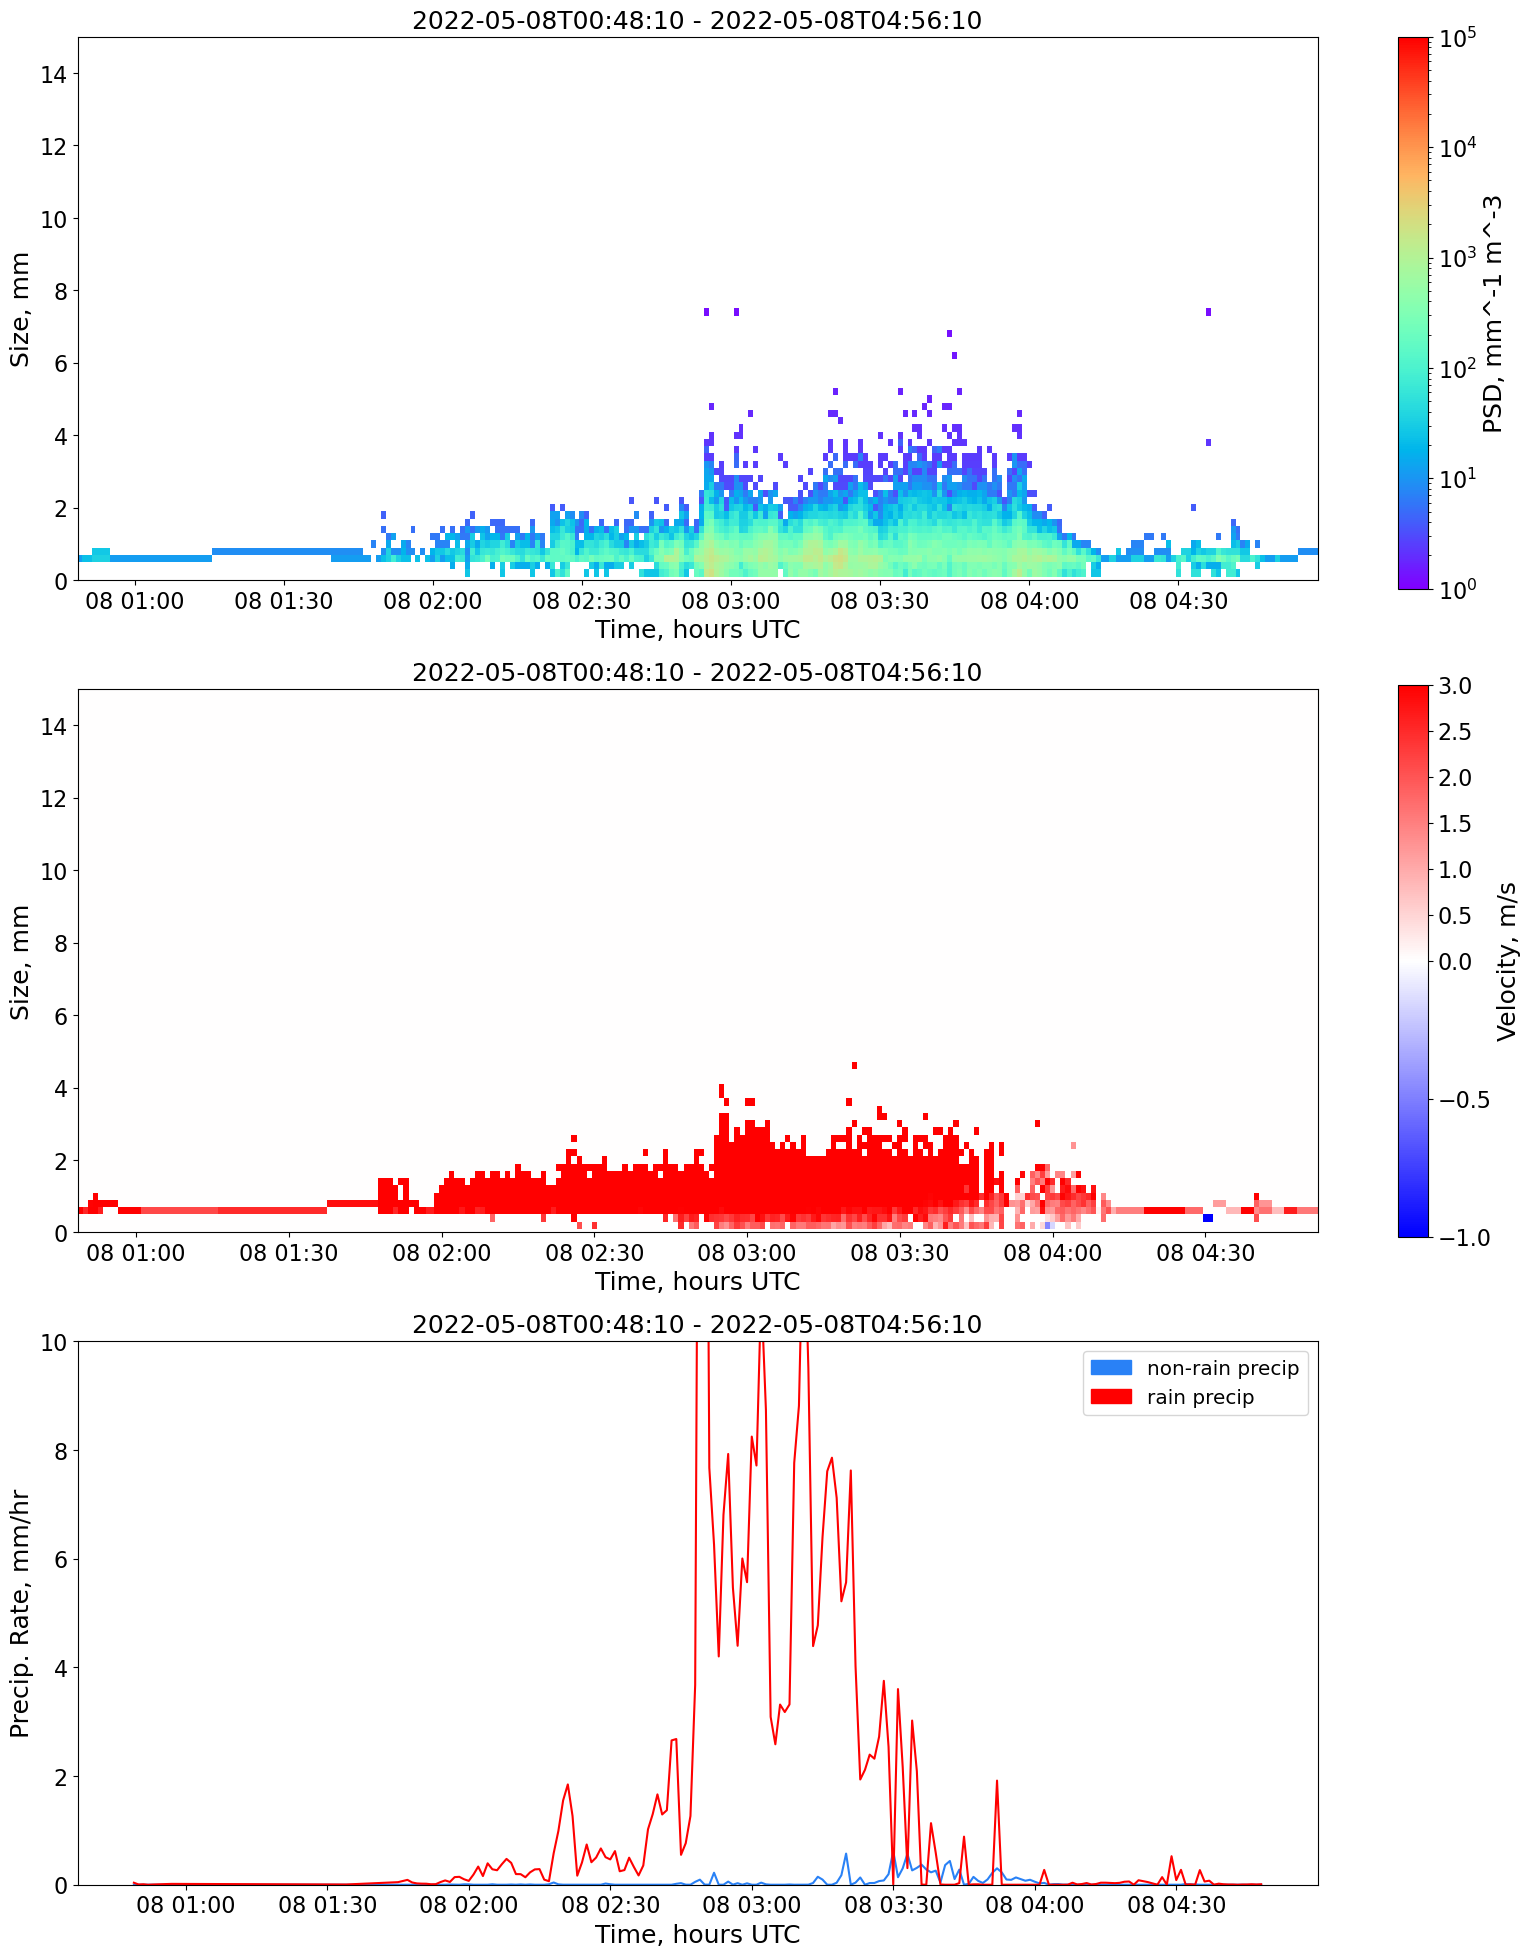 2022-05-08T00:48:10 - 2022-05-08T04:56:10
Size, mm
14
12
10
8
6
4
2
0
08 01:00 08 01:30 08 02:00 08 02:30 08 03:00 08 03:30 08 04:00 08 04:30
Time, hours UTC
10^5
10^4
10^3
10^2
10^1
10^0
PSD, mm^-1 m^-3
2022-05-08T00:48:10 - 2022-05-08T04:56:10
Size, mm
14
12
10
8
6
4
2
0
08 01:00 08 01:30 08 02:00 08 02:30 08 03:00 08 03:30 08 04:00 08 04:30
Time, hours UTC
3.0
2.5
2.0
1.5
1.0
0.5
0.0
−0.5
−1.0
Velocity, m/s
2022-05-08T00:48:10 - 2022-05-08T04:56:10
Precip. Rate, mm/hr
10
8
6
4
2
0
non-rain precip
rain precip
08 01:00 08 01:30 08 02:00 08 02:30 08 03:00 08 03:30 08 04:00 08 04:30
Time, hours UTC